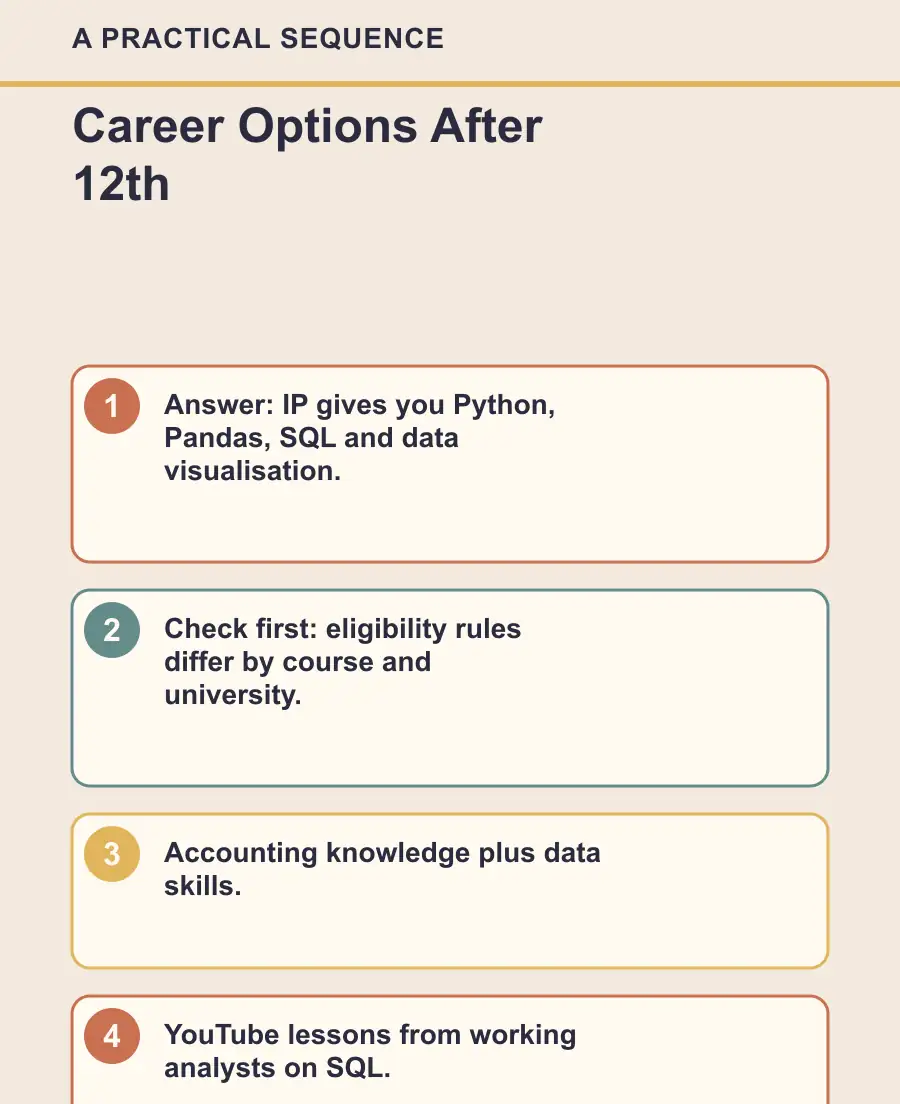 A PRACTICAL SEQUENCE
Career Options After
12th
1
Answer: IP gives you Python,
Pandas, SQL and data
visualisation.
2
Check first: eligibility rules
differ by course and
university.
3
Accounting knowledge plus data
skills.
4
YouTube lessons from working
analysts on SQL.